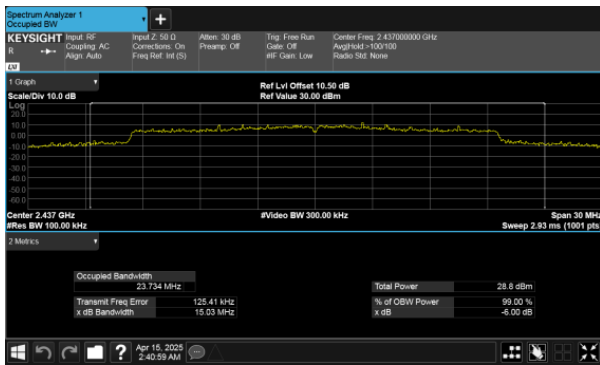 Spectrum Analyzer 1
Occupied BW
+
KEYSIGHT Input: RF Input Z: 50 Ω Atten: 30 dB Trig: Free Run Center Freq: 2.437000000 GHz
R Coupling: AC Corrections: On Preamp: Off Gate: Off Avg|Hold:>100/100
Align: Auto Freq Ref: Int (S) #IF Gain: Low Radio Std: None
LXI
1 Graph
Scale/Div 10.0 dB
Ref Lvl Offset 10.50 dB
Ref Value 30.00 dBm
Log
20.0
10.0
0.00
-10.0
-20.0
-30.0
-40.0
-50.0
-60.0
Center 2.437 GHz #Video BW 300.00 kHz Span 30 MHz
#Res BW 100.00 kHz Sweep 2.93 ms (1001 pts)
2 Metrics
Occupied Bandwidth
23.734 MHz Total Power 28.8 dBm
Transmit Freq Error 125.41 kHz % of OBW Power 99.00 %
x dB Bandwidth 15.03 MHz x dB -6.00 dB
? Apr 15, 2025
2:40:59 AM